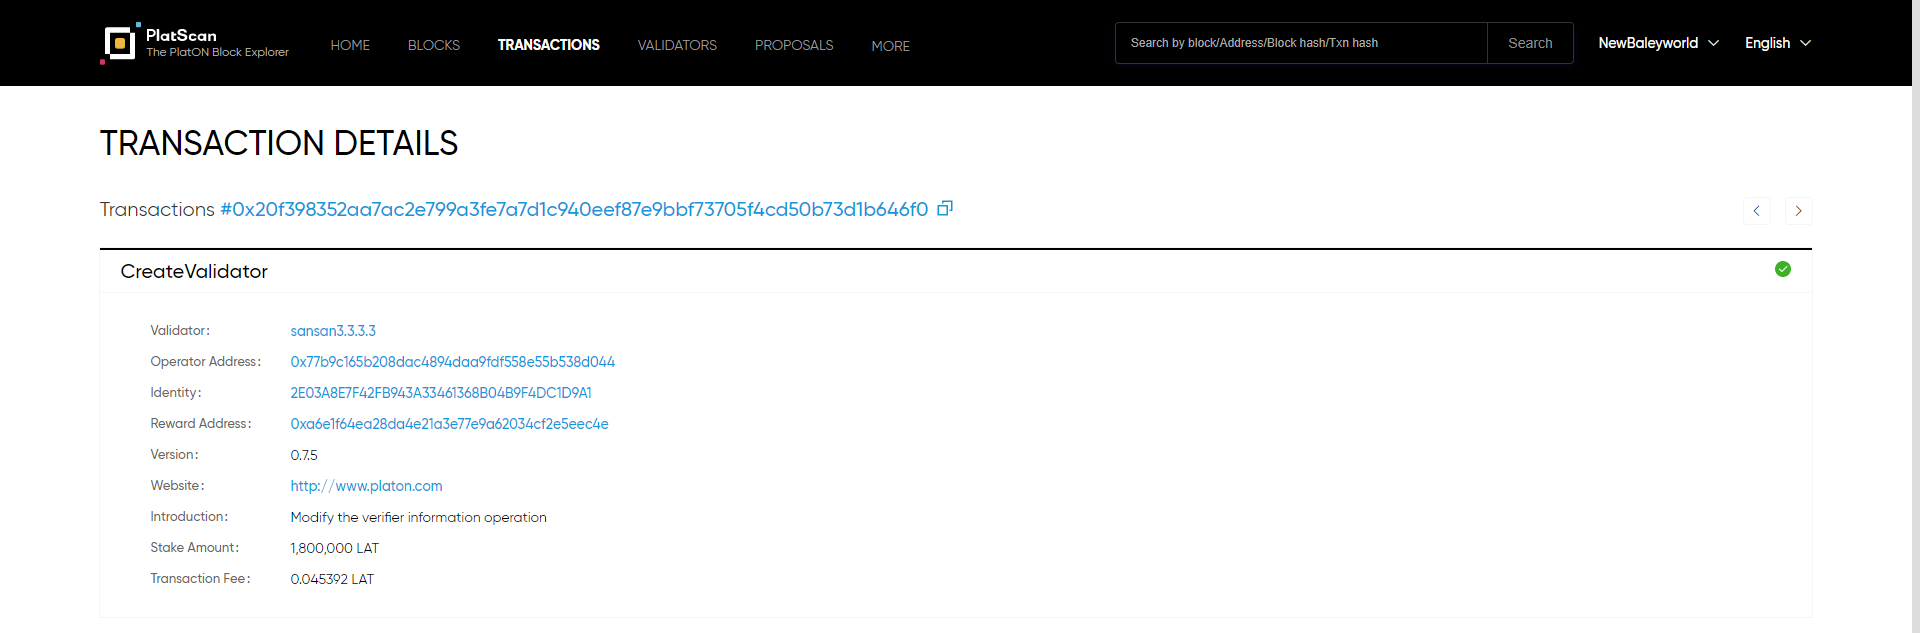 PlatScan
The PlatON Block Explorer
HOME
BLOCKS
TRANSACTIONS
VALIDATORS
PROPOSALS
MORE
Search by block/Address/Block hash/Txn hash
Search
NewBaleyworld
English
TRANSACTION DETAILS
Transactions #0x20f398352aa7ac2e799a3fe7a7d1c940eef87e9bbf73705f4cd50b73d1b646f0
CreateValidator
Validator: sansan3.3.3.3
Operator Address: 0x77b9c165b208dac4894daa9fdf558e55b538d044
Identity: 2E03A8E7F42FB943A33461368B04B9F4DC1D9A1
Reward Address: 0xa6e1f64ea28da4e21a3e77e9a62034cf2e5eec4e
Version: 0.7.5
Website: http://www.platon.com
Introduction: Modify the verifier information operation
Stake Amount: 1,800,000 LAT
Transaction Fee: 0.045392 LAT